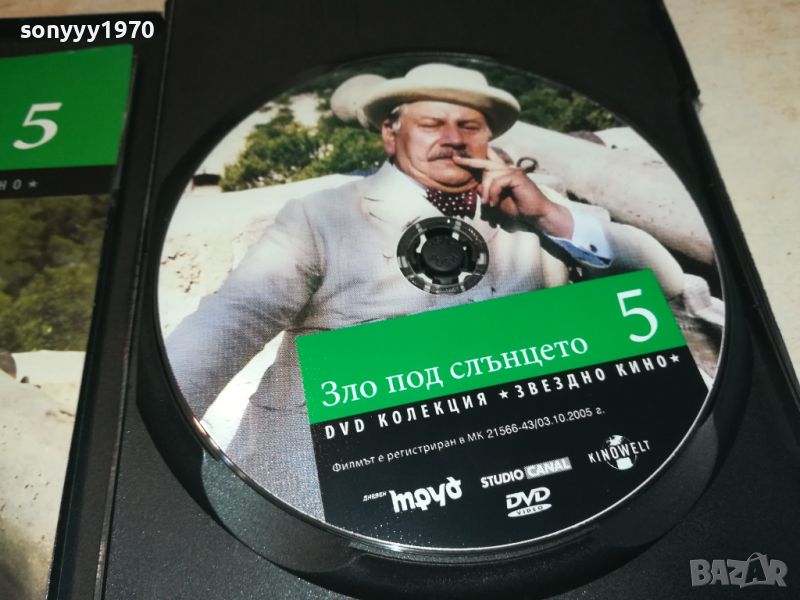 sonyyy1970
5
НО★
Зло под слънцето 5
DVD КОЛЕКЦИЯ ★ ЗВЕЗДНО КИНО★
Филмът е регистриран в МК 21566-43/03.10.2005 г.
ДНЕВЕН труд
STUDIO CANAL
KINOWELT
DVD
VIDEO
BAZAR